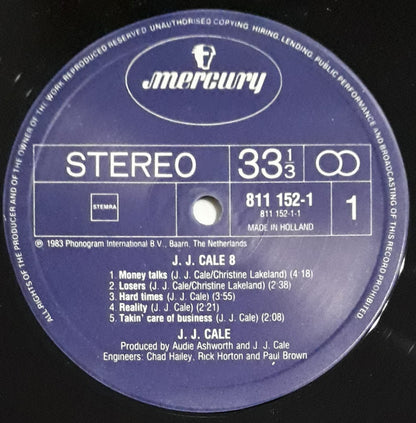 ALL RIGHTS OF THE PRODUCER AND OF THE OWNER OF THE WORK REPRODUCED RESERVED UNAUTHORISED COPYING, HIRING, LENDING, PUBLIC PERFORMANCE AND BROADCASTING OF THIS RECORD PROHIBITED
mercury
STEREO
33 1/3
STEMRA
811 152-1
811 152-1-1
MADE IN HOLLAND
1
℗ 1983 Phonogram International B.V., Baarn, The Netherlands
J. J. CALE 8
1. Money talks (J. J. Cale/Christine Lakeland) (4:18)
2. Losers (J. J. Cale/Christine Lakeland) (2:38)
3. Hard times (J. J. Cale) (3:55)
4. Reality (J. J. Cale) (2:21)
5. Takin' care of business (J. J. Cale) (2:08)
J. J. CALE
Produced by Audie Ashworth and J. J. Cale
Engineers: Chad Hailey, Rick Horton and Paul Brown